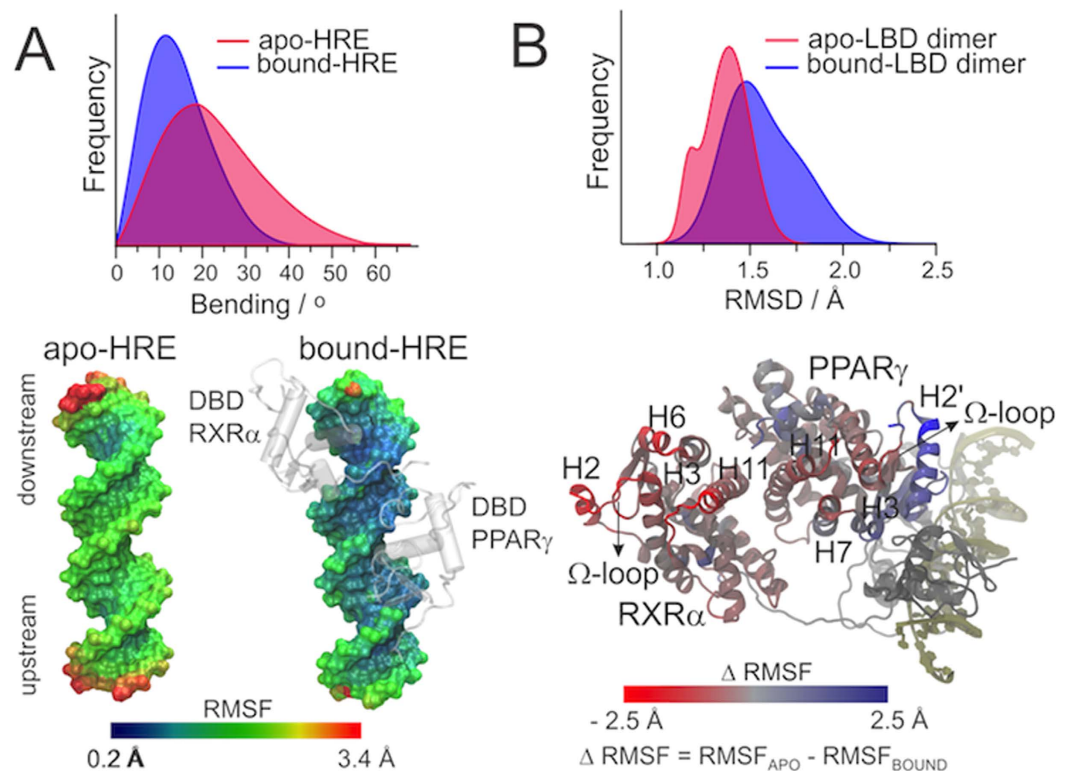 A
apo-HRE
bound-HRE
Frequency
0 10 20 30 40 50 60
Bending / º
apo-HRE
bound-HRE
downstream
upstream
DBD
RXRα
DBD
PPARγ
RMSF
0.2 Å
3.4 Å
B
apo-LBD dimer
bound-LBD dimer
Frequency
1.0 1.5 2.0 2.5
RMSD / Å
PPARγ
H2'
Ω-loop
H6
H11
H2
H3
H11
H3
H7
Ω-loop
RXRα
Δ RMSF
- 2.5 Å
2.5 Å
Δ RMSF = RMSFAPO - RMSFBOUND